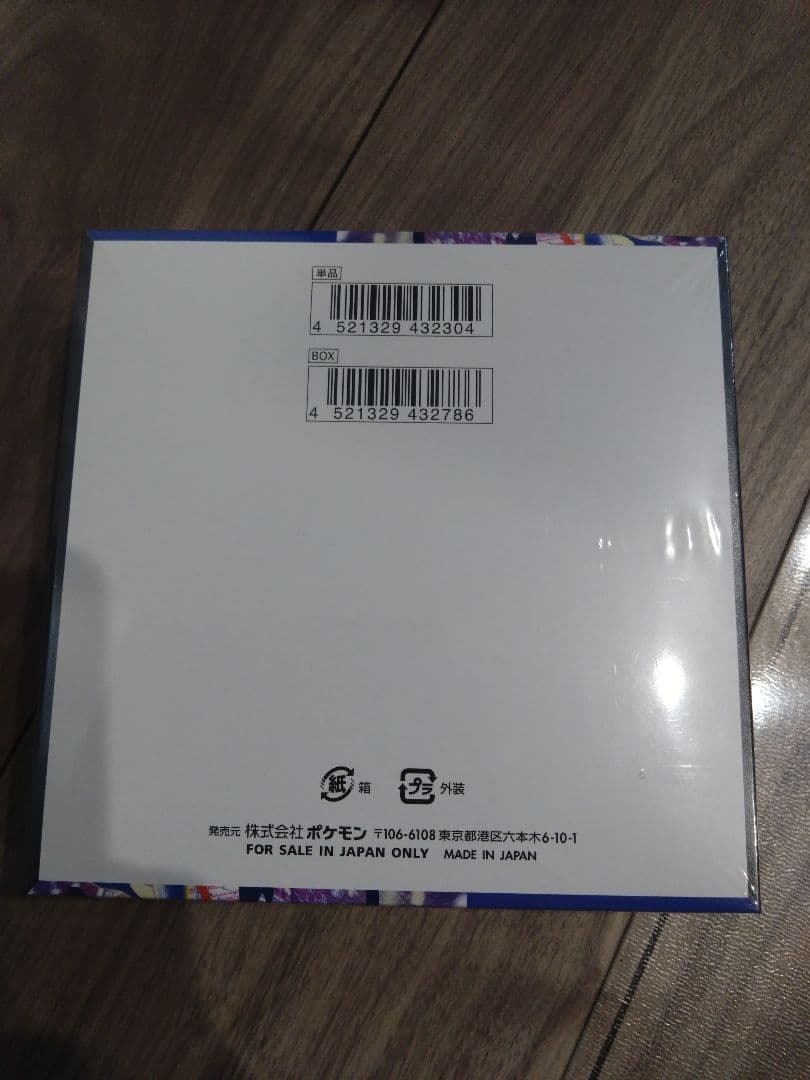 単品
4 521329 432304
BOX
4 521329 432786
紙 箱 プラ 外装
発売元 株式会社 ポケモン 〒106-6108 東京都港区六本木6-10-1
FOR SALE IN JAPAN ONLY MADE IN JAPAN